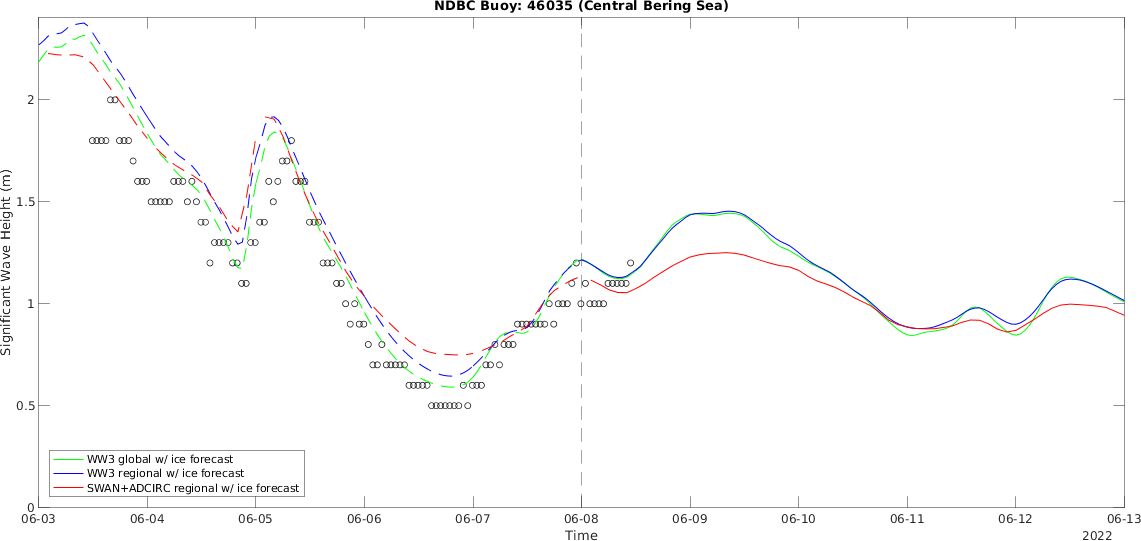 NDBC Buoy: 46035 (Central Bering Sea)
Significant Wave Height (m)
2
1.5
1
0.5
0
WW3 global w/ ice forecast
WW3 regional w/ ice forecast
SWAN+ADCIRC regional w/ ice forecast
06-03 06-04 06-05 06-06 06-07 06-08 06-09 06-10 06-11 06-12 06-13
Time
2022